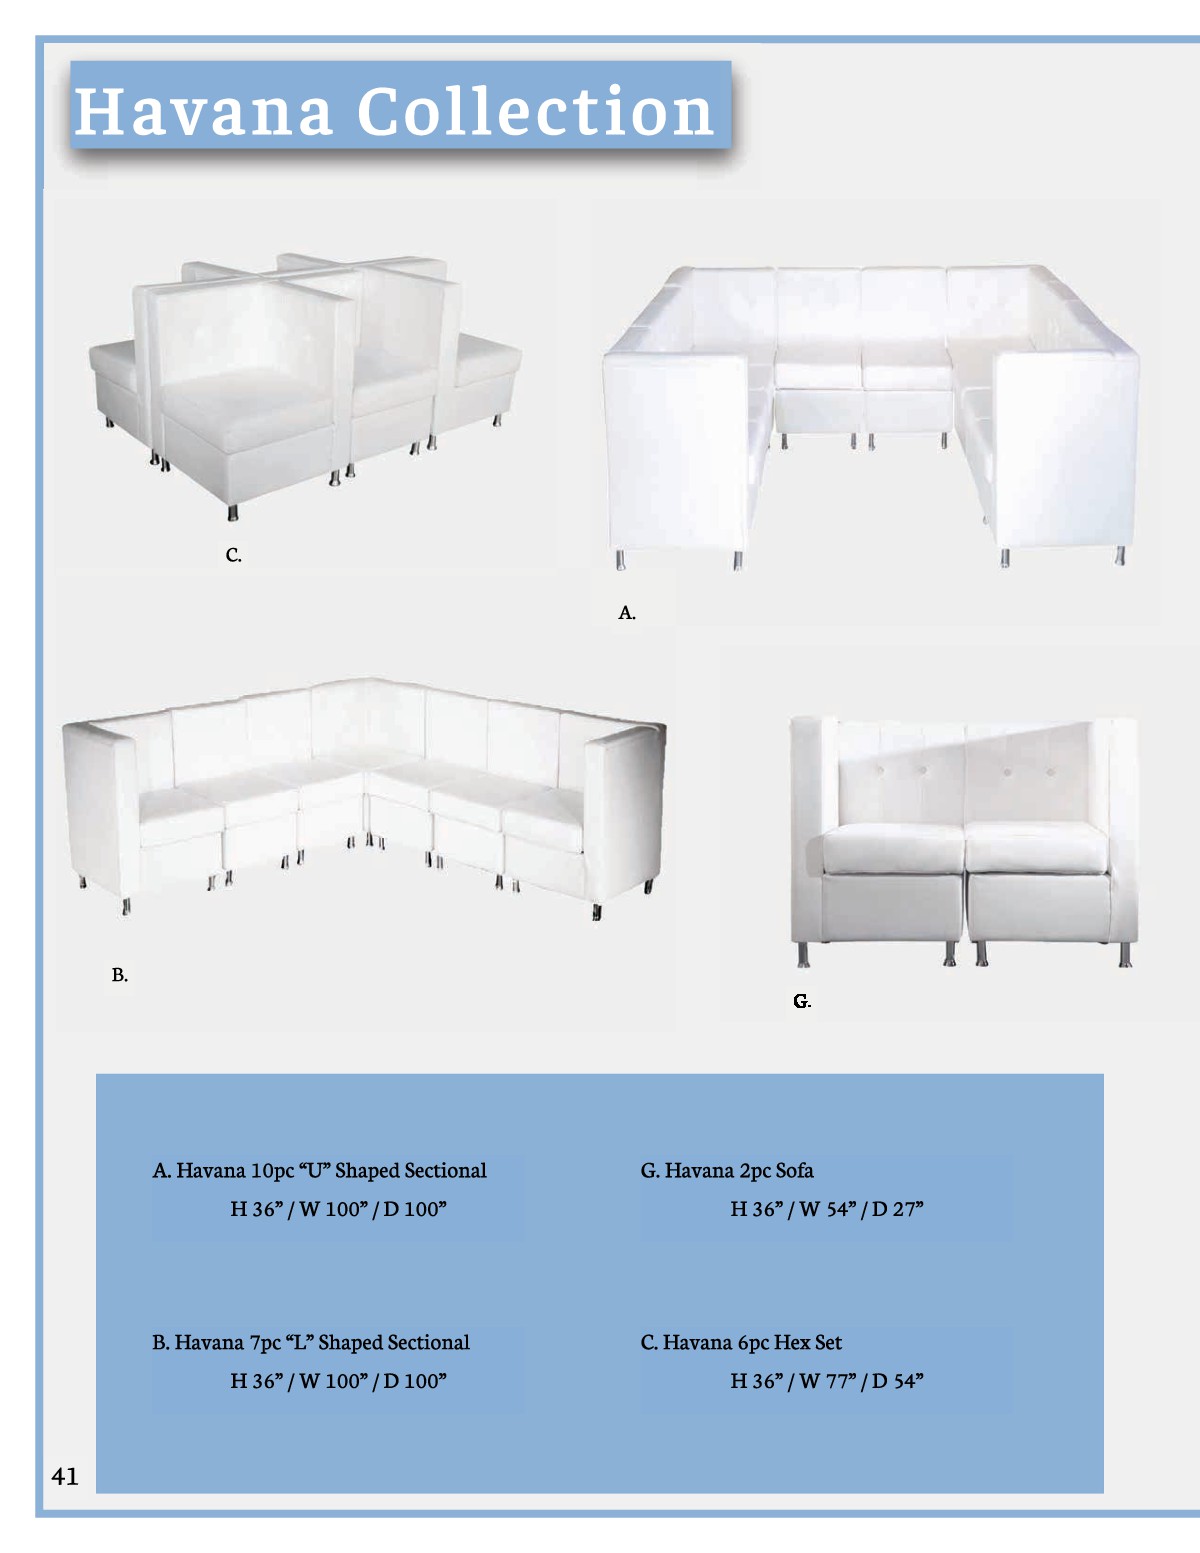 Havana Collection
C.
A.
B.
G.
A. Havana 10pc “U” Shaped Sectional
H 36” / W 100” / D 100”
G. Havana 2pc Sofa
H 36” / W 54” / D 27”
B. Havana 7pc “L” Shaped Sectional
H 36” / W 100” / D 100”
C. Havana 6pc Hex Set
H 36” / W 77” / D 54”
41